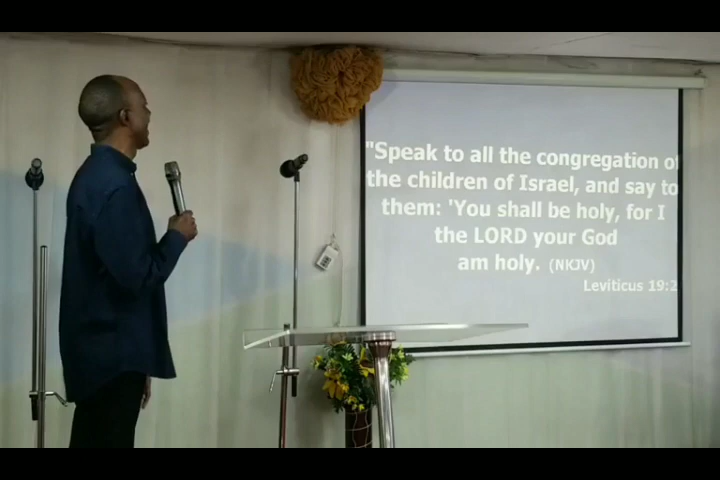 "Speak to all the congregation of
the children of Israel, and say to
them: 'You shall be holy, for I
the LORD your God
am holy. (NKJV)
Leviticus 19:2